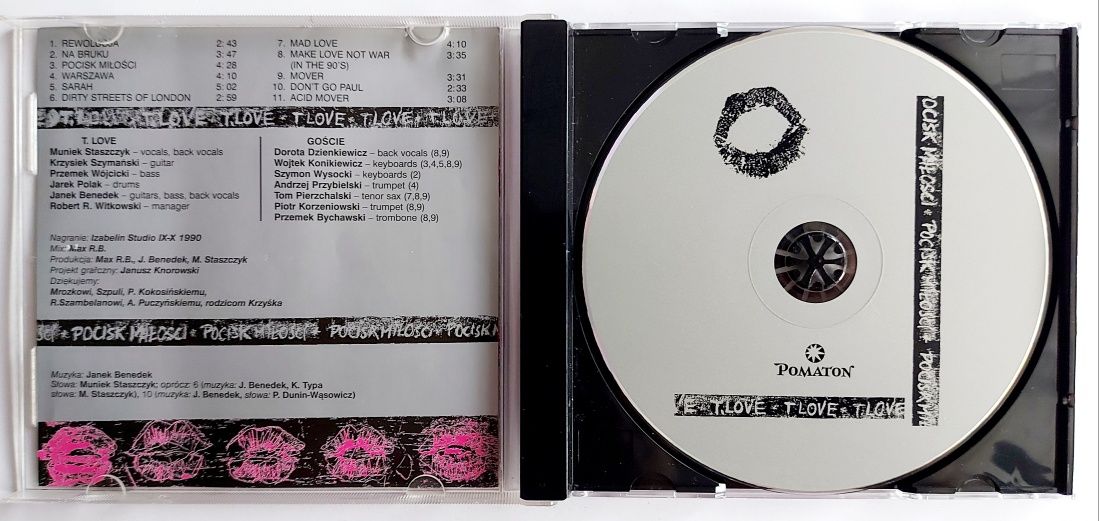 1. REWOLUCJA 2: 43
2. NA BRUKU 3: 47
3. POCISK MIŁOŚCI 4: 28
4. WARSZAWA 4: 10
5. SARAH 5: 02
6. DIRTY STREETS OF LONDON 2: 59
7. MAD LOVE 4: 10
8. MAKE LOVE NOT WAR 3: 35
(IN THE 90'S)
9. MOVER 3:31
10. DON'T GO PAUL 2: 33
11. ACID MOVER 3: 08
T.LOVE • T.LOVE • T.LOVE • T.LOVE • T.LOVE • T.LOVE
T. LOVE
Muniek Staszczyk – vocals, back vocals
Krzysiek Szymański – guitar
Przemek Wójcicki – bass
Jarek Polak – drums
Janek Benedek – guitars, bass, back vocals
Robert R. Witkowski – manager
GOŚCIE
Dorota Dzienkiewicz – back vocals (8,9)
Wojtek Konikiewicz – keyboards (3,4,5,8,9)
Szymon Wysocki – keyboards (2)
Andrzej Przybielski – trumpet (4)
Tom Pierzchalski – tenor sax (7,8,9)
Piotr Korzeniowski – trumpet (8,9)
Przemek Bychawski – trombone (8,9)
Nagranie: Izabelin Studio IX-X 1990
Mix: Max R.B.
Produkcja: Max R.B., J. Benedek, M. Staszczyk
Projekt graficzny: Janusz Knorowski
Dziękujemy:
Mrozkowi, Szpuli, P. Kokosińskiemu,
R.Szambelanowi, A. Puczyńskiemu, rodzicom Krzyśka
ŚCI * POCISK MIŁOŚCI * POCISK MIŁOŚCI * POCISK MIŁOŚCI * POCISK M
Muzyka: Janek Benedek
Słowa: Muniek Staszczyk; oprócz: 6 (muzyka: J. Benedek, K. Typa
słowa: M. Staszczyk), 10 (muzyka: J. Benedek, słowa: P. Dunin-Wąsowicz)
POCISK MIŁOŚCI * POCISK MIŁOŚCI * POCISK M
POMATON
E • T.LOVE • T.LOVE • T.LOVE